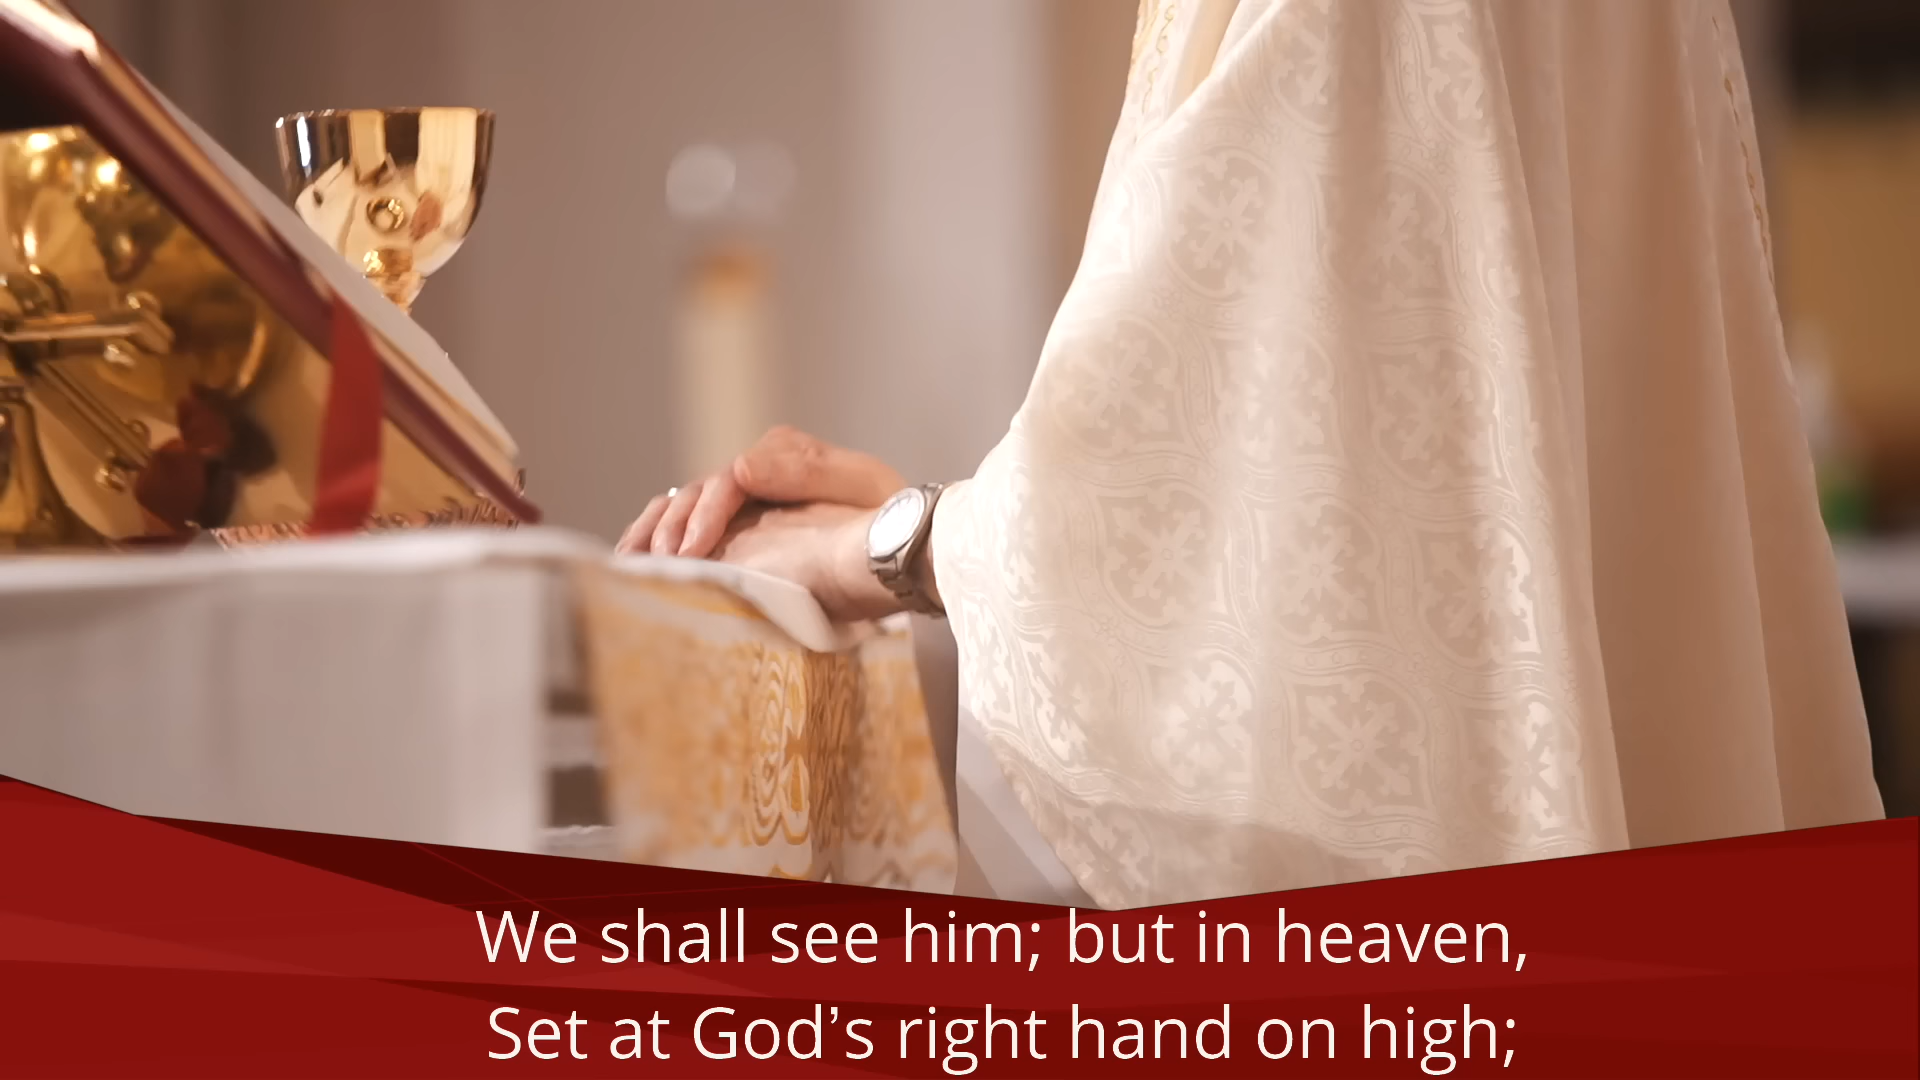 We shall see him; but in heaven,
Set at God’s right hand on high;